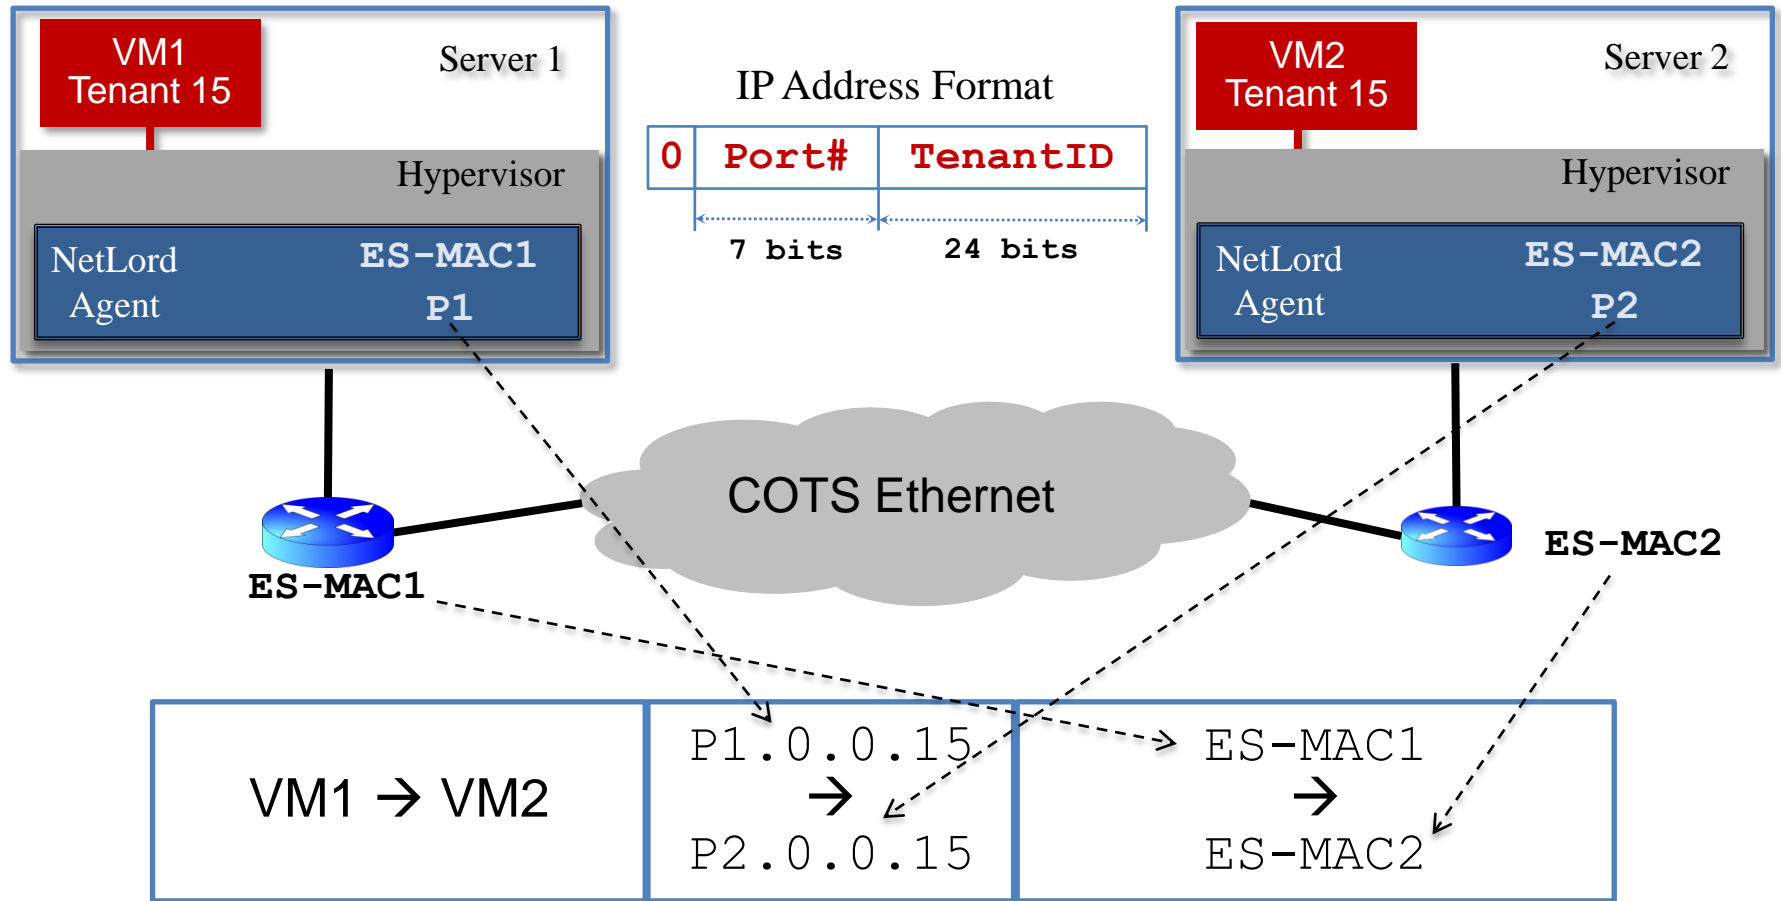 VM1
Tenant 15
Server 1
Hypervisor
NetLord
Agent
ES-MAC1
P1
IP Address Format
0 Port# TenantID
7 bits 24 bits
VM2
Tenant 15
Server 2
Hypervisor
NetLord
Agent
ES-MAC2
P2
COTS Ethernet
ES-MAC1
ES-MAC2
VM1 → VM2
P1.0.0.15
→
P2.0.0.15
ES-MAC1
→
ES-MAC2